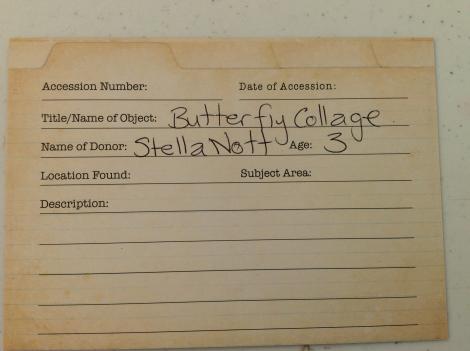 Accession Number: Date of Accession:
Title/Name of Object: Butterfly Collage
Name of Donor: Stella Nott Age: 3
Location Found: Subject Area:
Description: